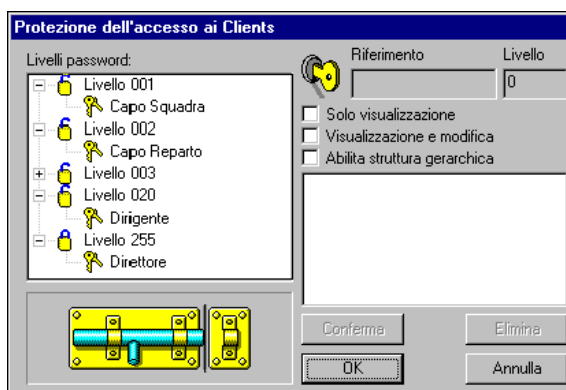 Protezione dell'accesso ai Clients
Livelli password:
Livello 001
Capo Squadra
Livello 002
Capo Reparto
Livello 003
Livello 020
Dirigente
Livello 255
Direttore
Riferimento
Livello
0
Solo visualizzazione
Visualizzazione e modifica
Abilita struttura gerarchica
Conferma
Elimina
OK
Annulla